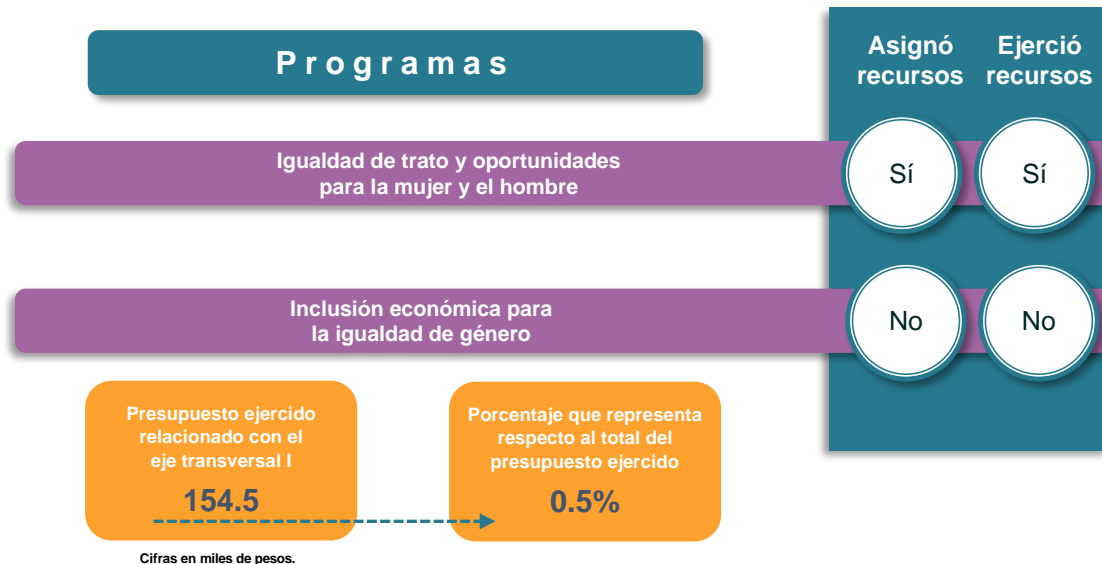 Programas
Asignó
recursos
Ejerció
recursos
Igualdad de trato y oportunidades
para la mujer y el hombre
Sí
Sí
Inclusión económica para
la igualdad de género
No
No
Presupuesto ejercido
relacionado con el
eje transversal I
154.5
Porcentaje que representa
respecto al total del
presupuesto ejercido
0.5%
Cifras en miles de pesos.